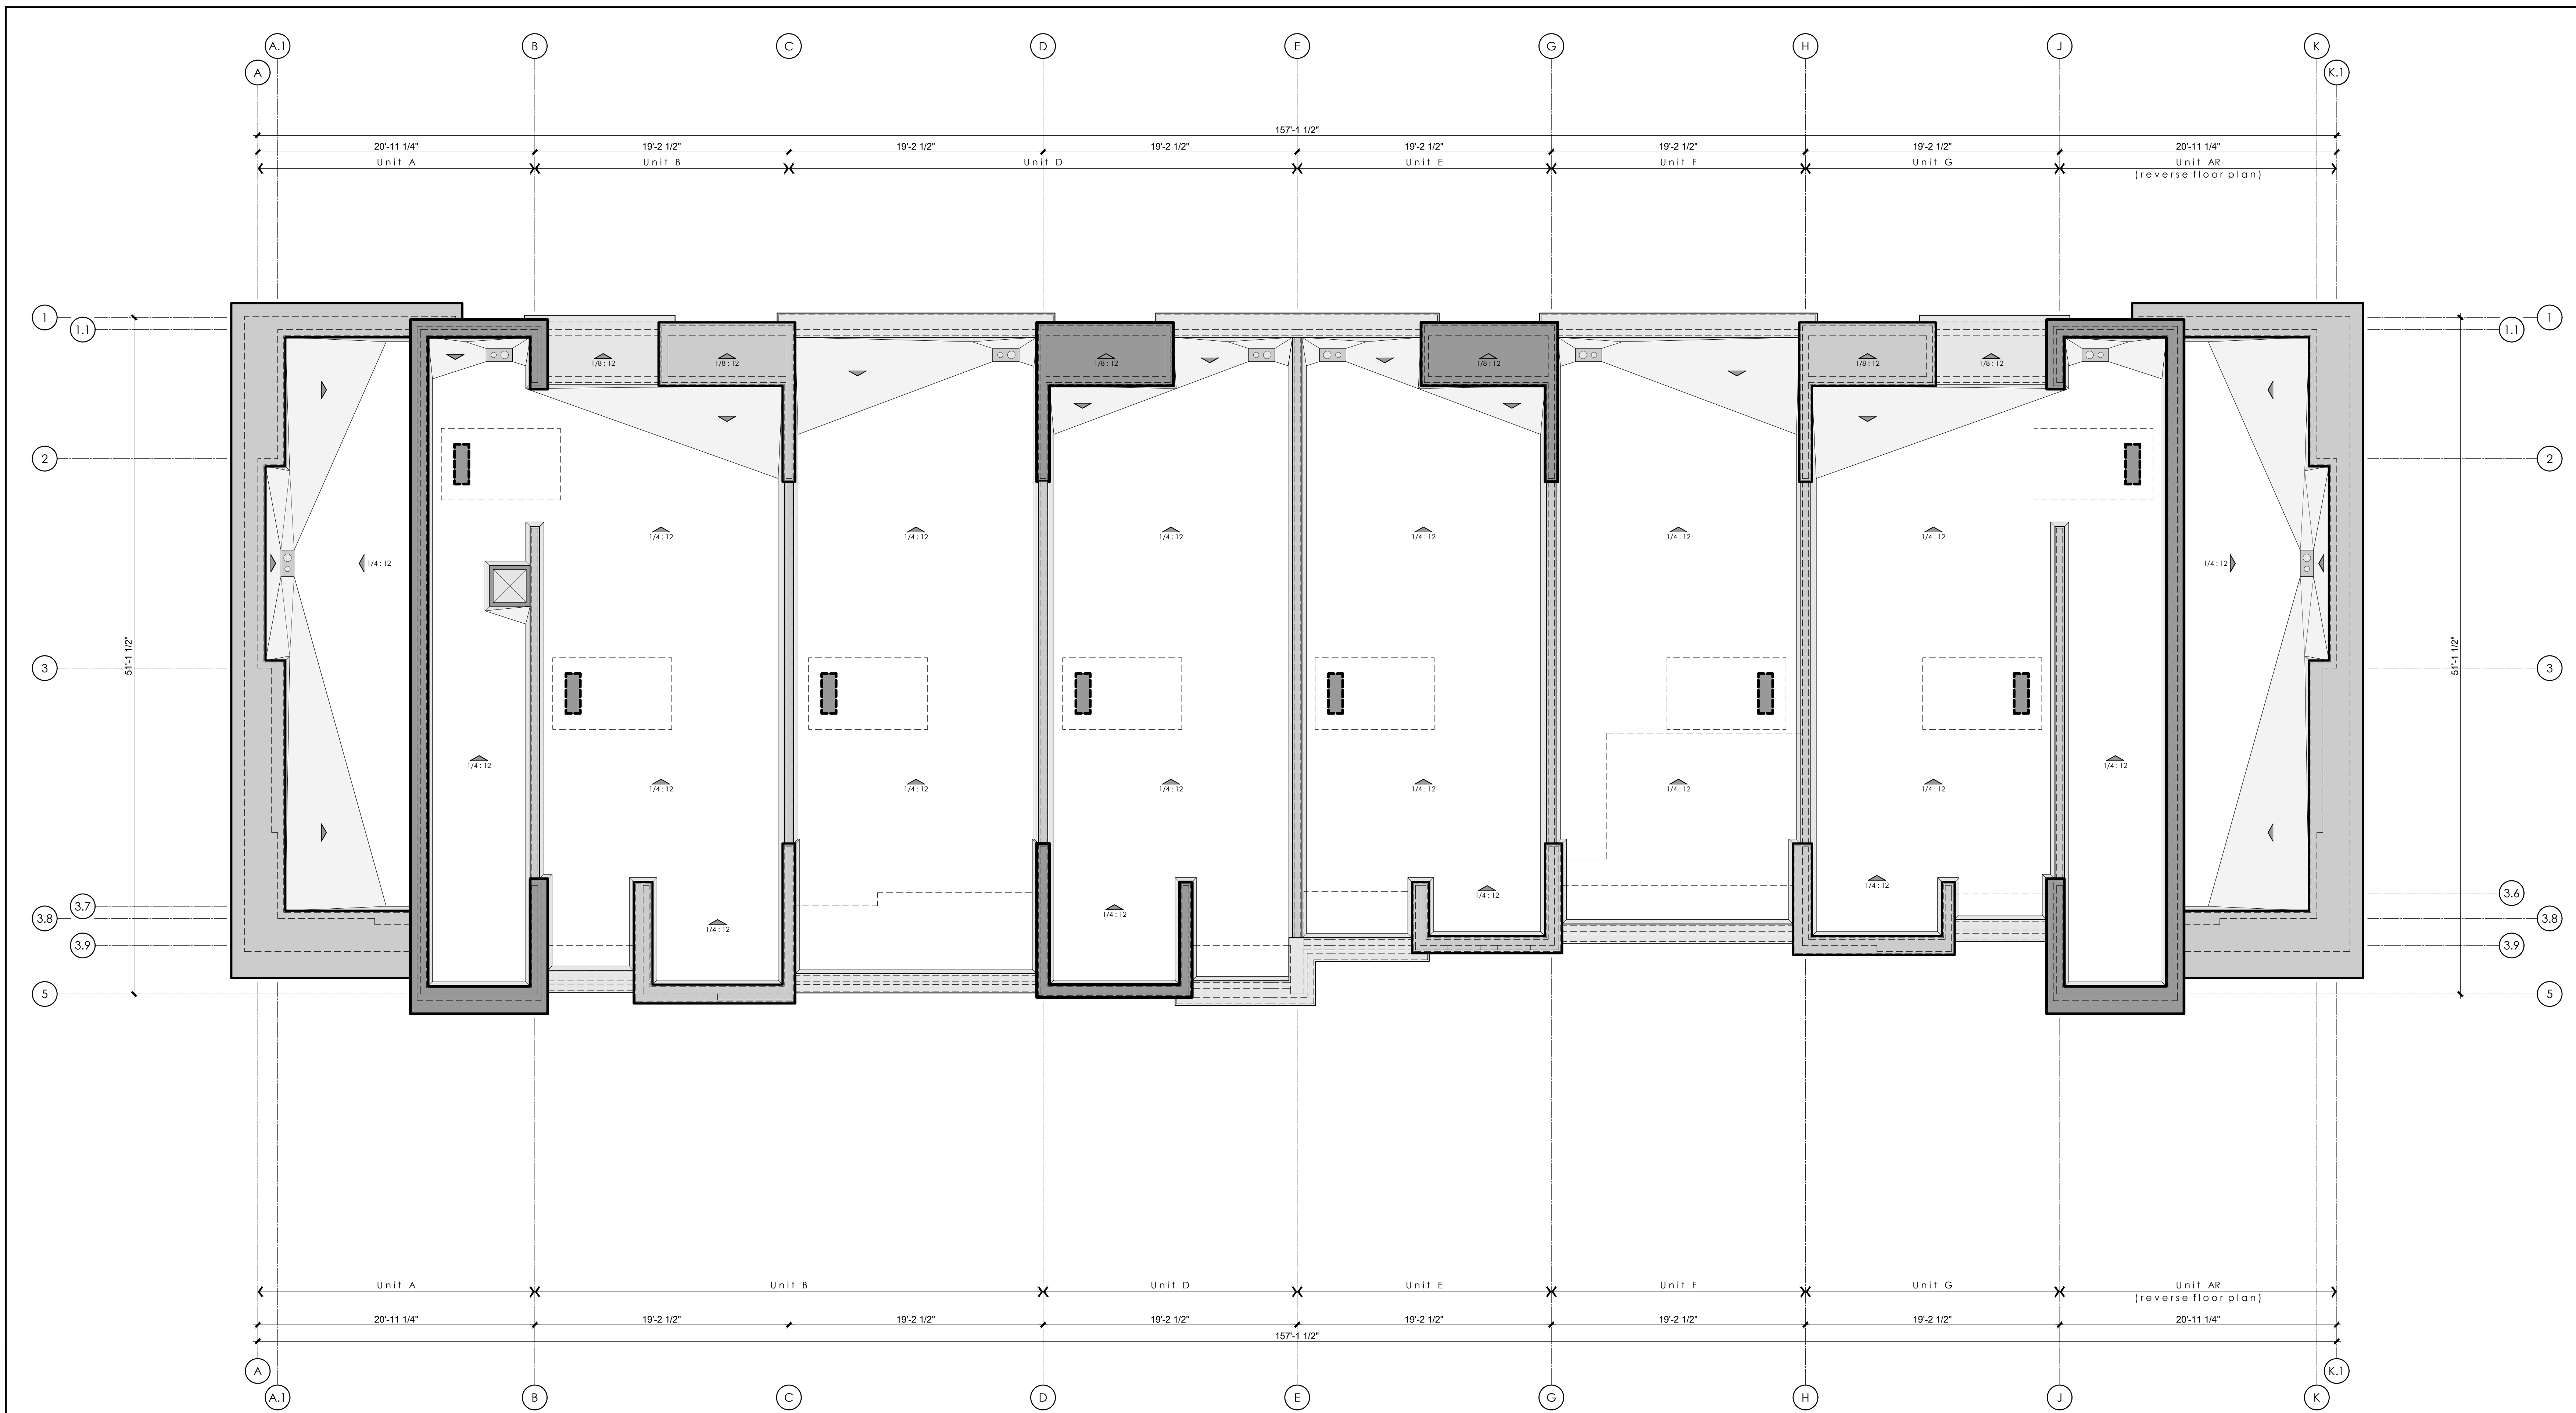 A.1 B C D E G H J K
A K.1
157'-1 1/2"
20'-11 1/4" 19'-2 1/2" 19'-2 1/2" 19'-2 1/2" 19'-2 1/2" 19'-2 1/2" 19'-2 1/2" 20'-11 1/4"
Unit A Unit B Unit D Unit E Unit F Unit G Unit AR
(reverse floor plan)
1 1
1.1 1.1
1/8 : 12 1/8 : 12 1/8 : 12 1/8 : 12 1/8 : 12 1/8 : 12
2 2
1/4 : 12 1/4 : 12 1/4 : 12 1/4 : 12 1/4 : 12 1/4 : 12
1/4 : 12 1/4 : 12
51'-1 1/2" 51'-1 1/2"
3 3
1/4 : 12 1/4 : 12
1/4 : 12 1/4 : 12 1/4 : 12 1/4 : 12 1/4 : 12 1/4 : 12
1/4 : 12
1/4 : 12 3.6
3.7 1/4 : 12
3.8 3.8
1/4 : 12
3.9 3.9
5 5
Unit A Unit B Unit D Unit E Unit F Unit G Unit AR
(reverse floor plan)
20'-11 1/4" 19'-2 1/2" 19'-2 1/2" 19'-2 1/2" 19'-2 1/2" 19'-2 1/2" 19'-2 1/2" 20'-11 1/4"
157'-1 1/2"
A K.1
A.1 B C D E G H J K